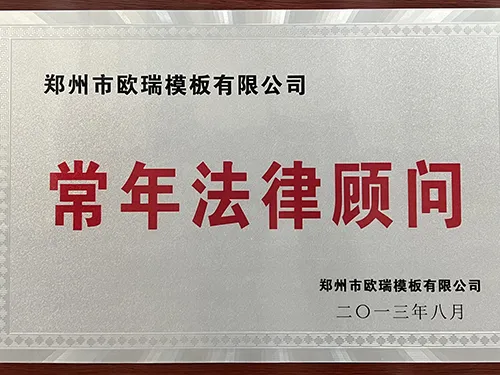 郑州市欧瑞模板有限公司
常年法律顾问
郑州市欧瑞模板有限公司
二〇一三年八月